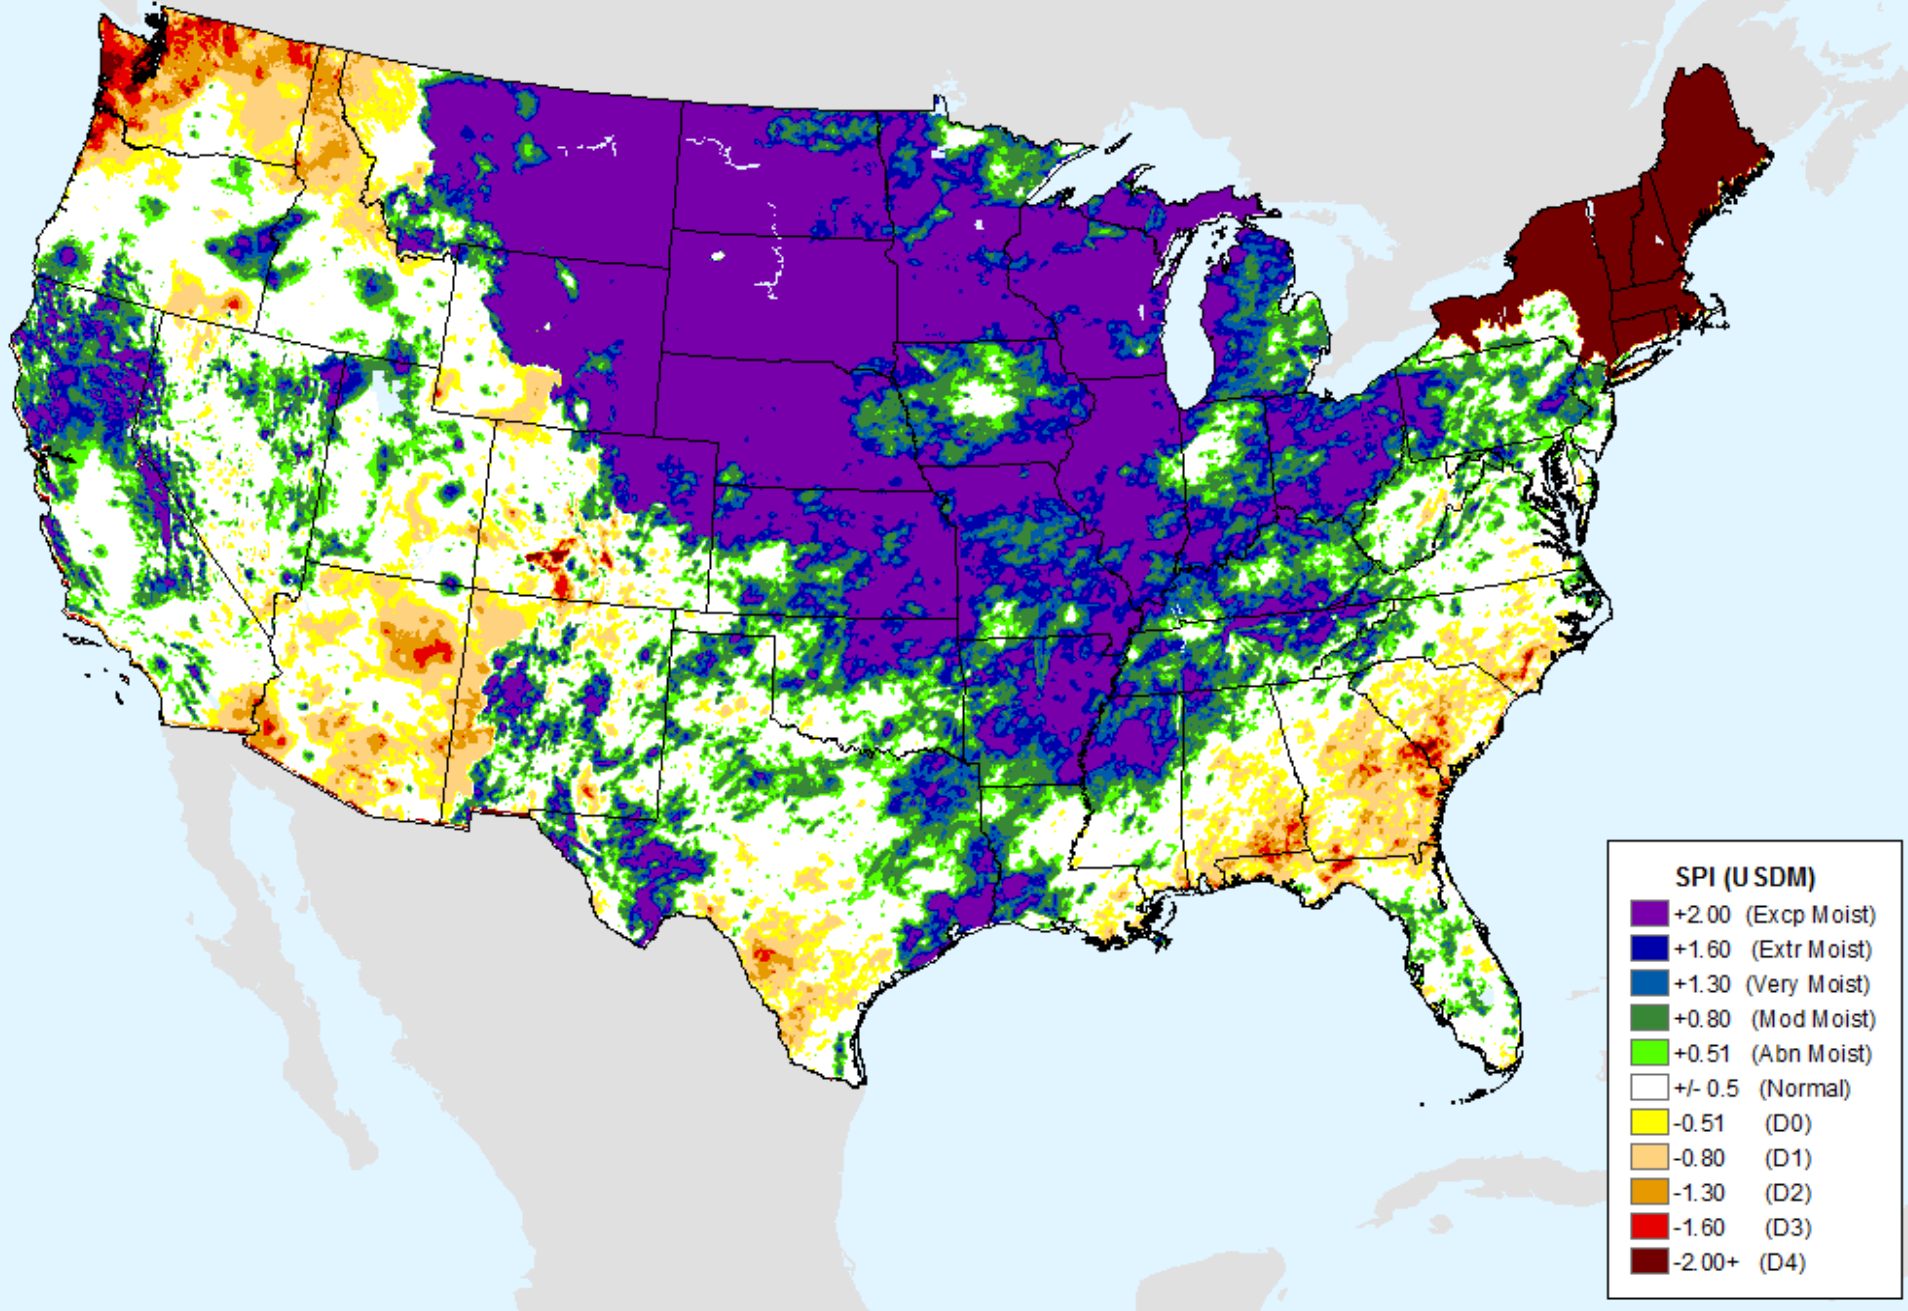 SPI (USDM)
+2.00 (Excp Moist)
+1.60 (Extr Moist)
+1.30 (Very Moist)
+0.80 (Mod Moist)
+0.51 (Abn Moist)
+/- 0.5 (Normal)
-0.51 (D0)
-0.80 (D1)
-1.30 (D2)
-1.60 (D3)
-2.00+ (D4)